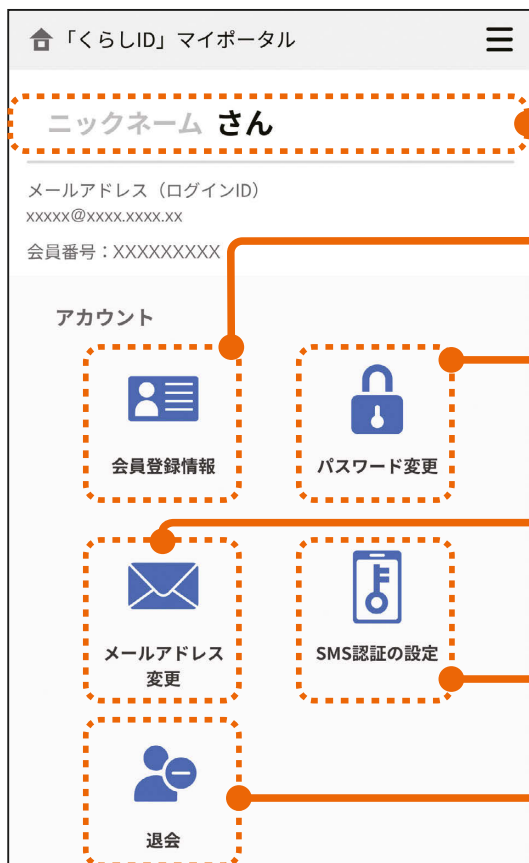 「くらしID」マイポータル
ニックネーム さん
メールアドレス（ログインID）
xxxxx@xxxx.xxxx.xx
会員番号：XXXXXXXXX
アカウント
会員登録情報
パスワード変更
メールアドレス
変更
SMS認証の設定
退会